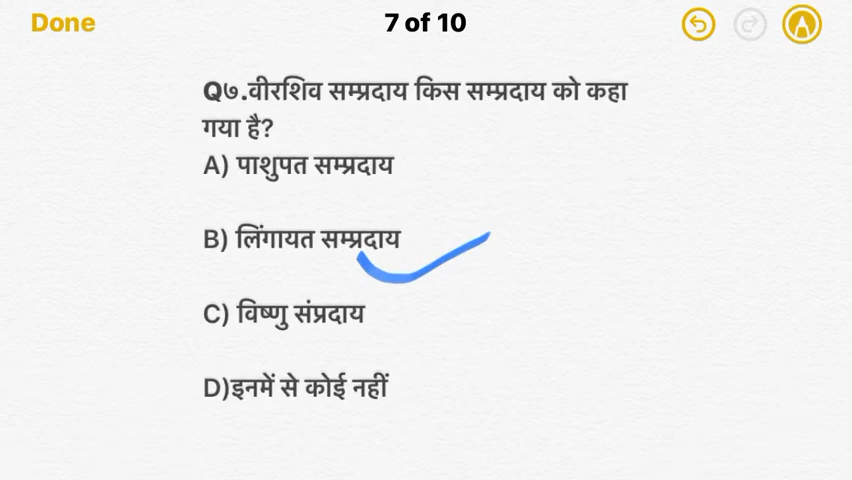 Done
7 of 10
Q७.वीरशिव सम्प्रदाय किस सम्प्रदाय को कहा
गया है?
A) पाशुपत सम्प्रदाय
B) लिंगायत सम्प्रदाय
C) विष्णु संप्रदाय
D)इनमें से कोई नहीं